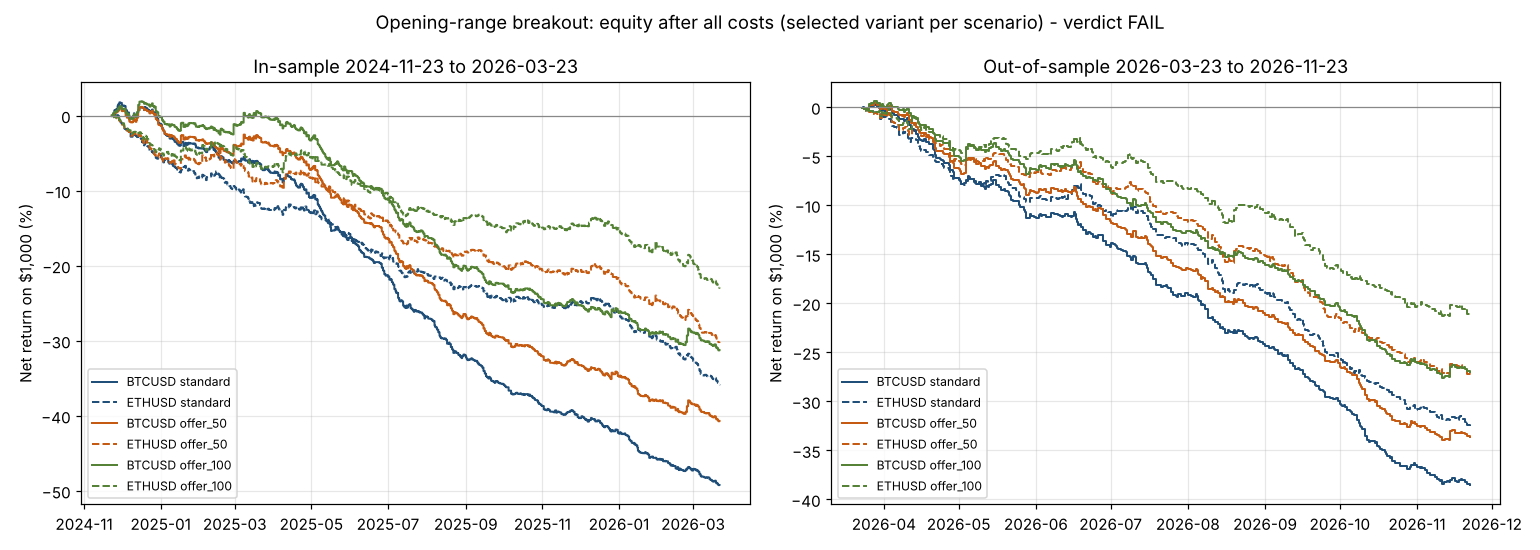 Opening-range breakout: equity after all costs (selected variant per scenario) - verdict FAIL
In-sample 2024-11-23 to 2026-03-23
Net return on $1,000 (%)
0
−10
−20
−30
−40
−50
BTCUSD standard
ETHUSD standard
BTCUSD offer_50
ETHUSD offer_50
BTCUSD offer_100
ETHUSD offer_100
2024-11 2025-01 2025-03 2025-05 2025-07 2025-09 2025-11 2026-01 2026-03
Out-of-sample 2026-03-23 to 2026-11-23
Net return on $1,000 (%)
0
−5
−10
−15
−20
−25
−30
−35
−40
BTCUSD standard
ETHUSD standard
BTCUSD offer_50
ETHUSD offer_50
BTCUSD offer_100
ETHUSD offer_100
2026-04 2026-05 2026-06 2026-07 2026-08 2026-09 2026-10 2026-11 2026-12